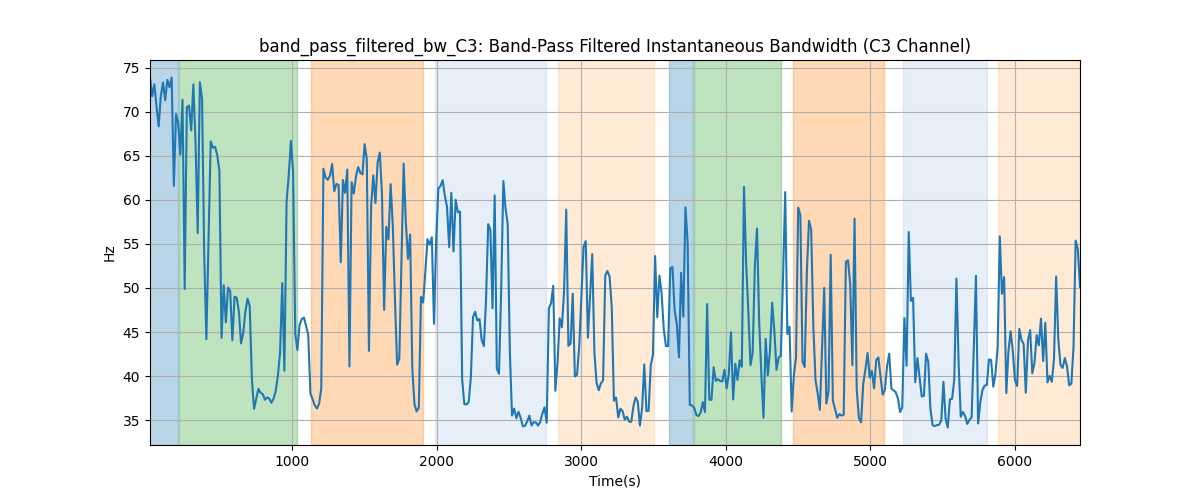 band_pass_filtered_bw_C3: Band-Pass Filtered Instantaneous Bandwidth (C3 Channel)
75
70
65
60
55
50
45
40
35
Hz
1000 2000 3000 4000 5000 6000
Time(s)